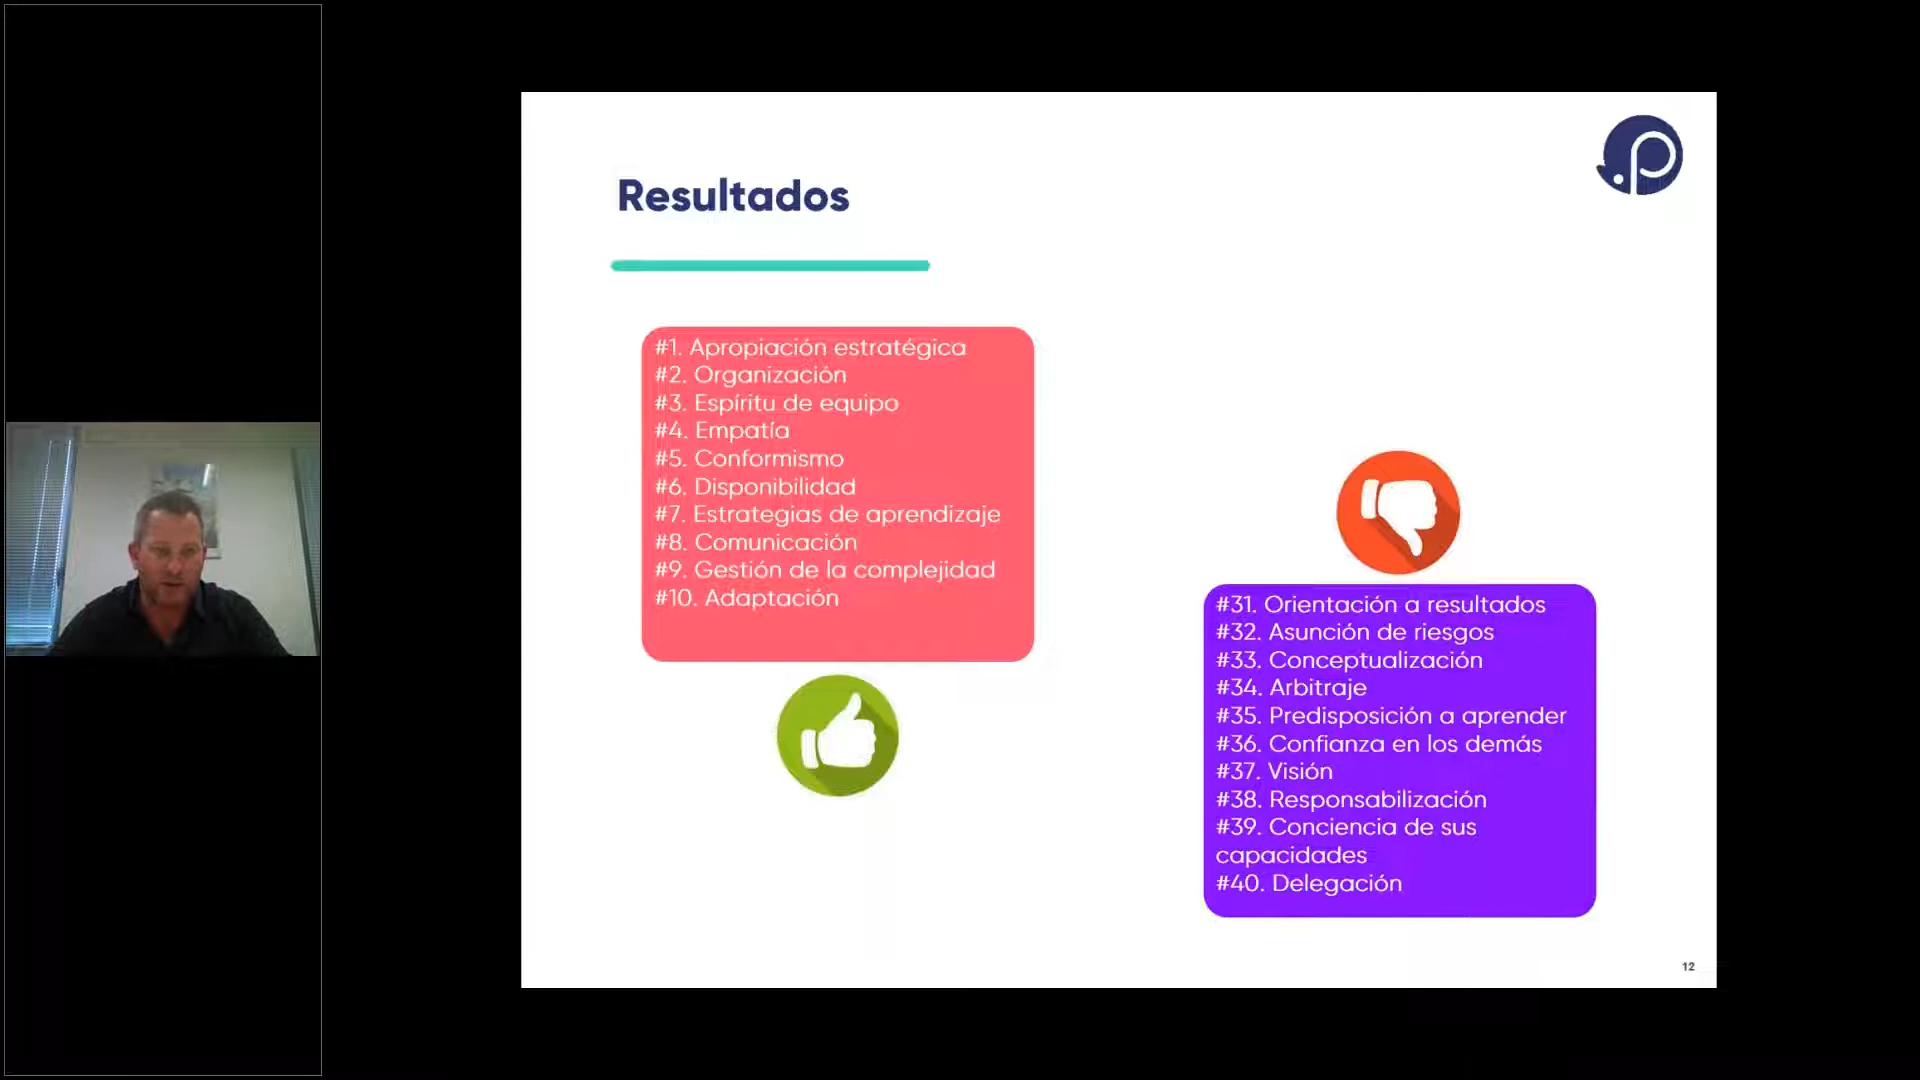 Resultados
#1. Apropiación estratégica
#2. Organización
#3. Espíritu de equipo
#4. Empatía
#5. Conformismo
#6. Disponibilidad
#7. Estrategias de aprendizaje
#8. Comunicación
#9. Gestión de la complejidad
#10. Adaptación
#31. Orientación a resultados
#32. Asunción de riesgos
#33. Conceptualización
#34. Arbitraje
#35. Predisposición a aprender
#36. Confianza en los demás
#37. Visión
#38. Responsabilización
#39. Conciencia de sus
capacidades
#40. Delegación
12